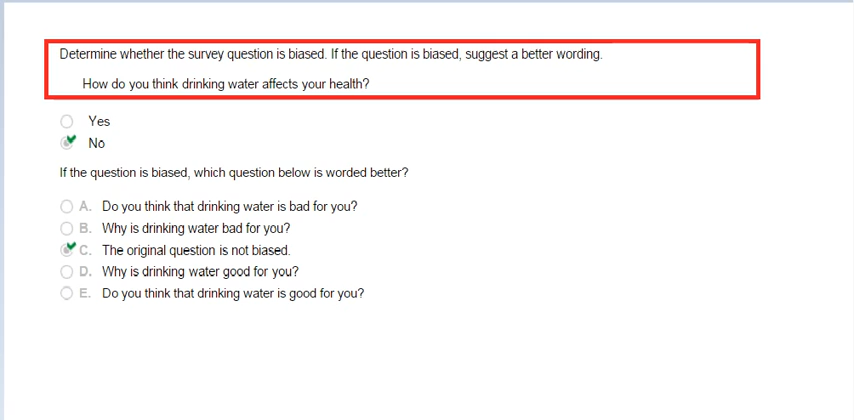 Determine whether the survey question is biased. If the question is biased, suggest a better wording.
How do you think drinking water affects your health?
Yes
No
If the question is biased, which question below is worded better?
A. Do you think that drinking water is bad for you?
B. Why is drinking water bad for you?
C. The original question is not biased.
D. Why is drinking water good for you?
E. Do you think that drinking water is good for you?